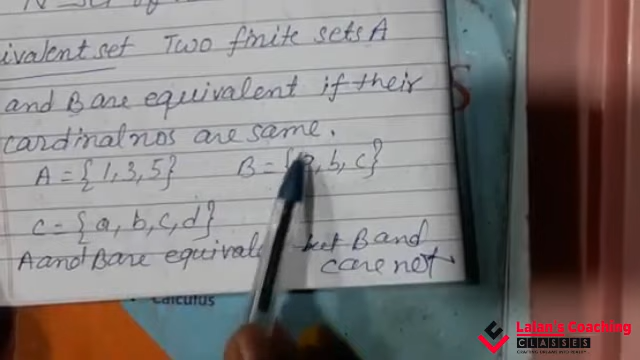 ivalent set Two finite sets A
and B are equivalent if their
cardinal nos are same.
A = {1, 3, 5} B = { , b, c}
C = {a, b, c, d}
A and B are equivale but B and
C are not
Calculus
Lalan's Coaching
CLASSES